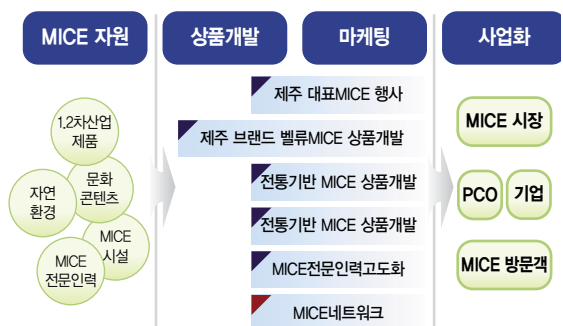 MICE 자원
상품개발
마케팅
사업화
1,2차산업
제품
문화
콘텐츠
자연
환경
MICE
시설
MICE
전문인력
제주 대표MICE 행사
제주 브랜드 벨류MICE 상품개발
전통기반 MICE 상품개발
전통기반 MICE 상품개발
MICE전문인력고도화
MICE네트워크
MICE 시장
PCO
기업
MICE 방문객